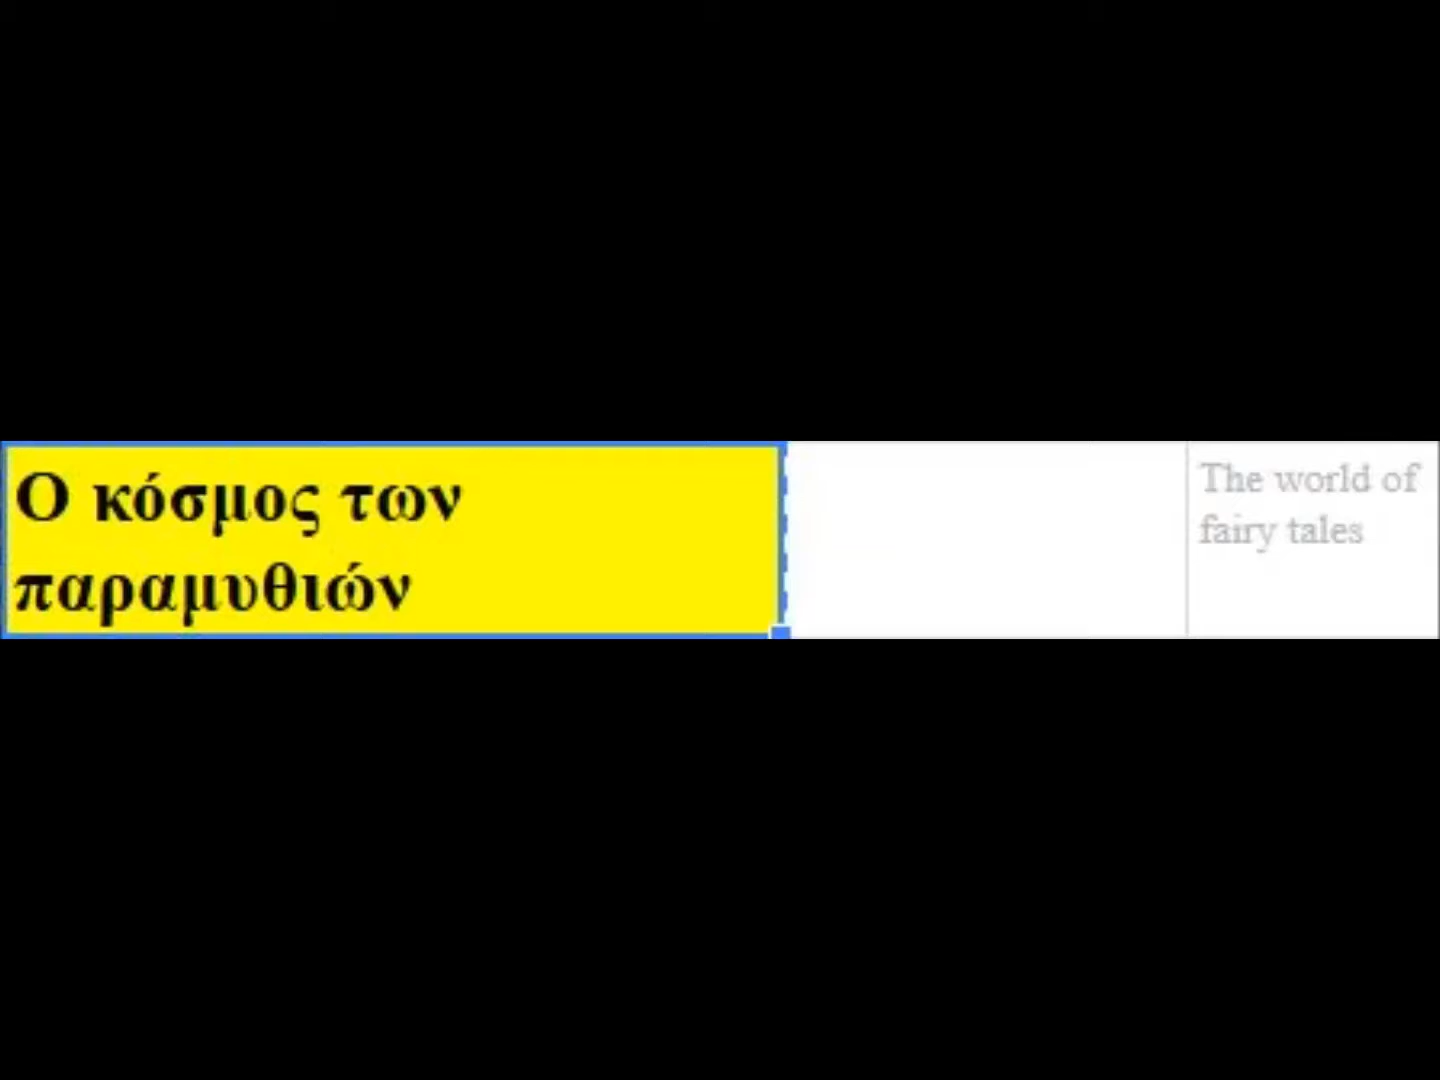 Ο κόσμος των
παραμυθιών
The world of
fairy tales